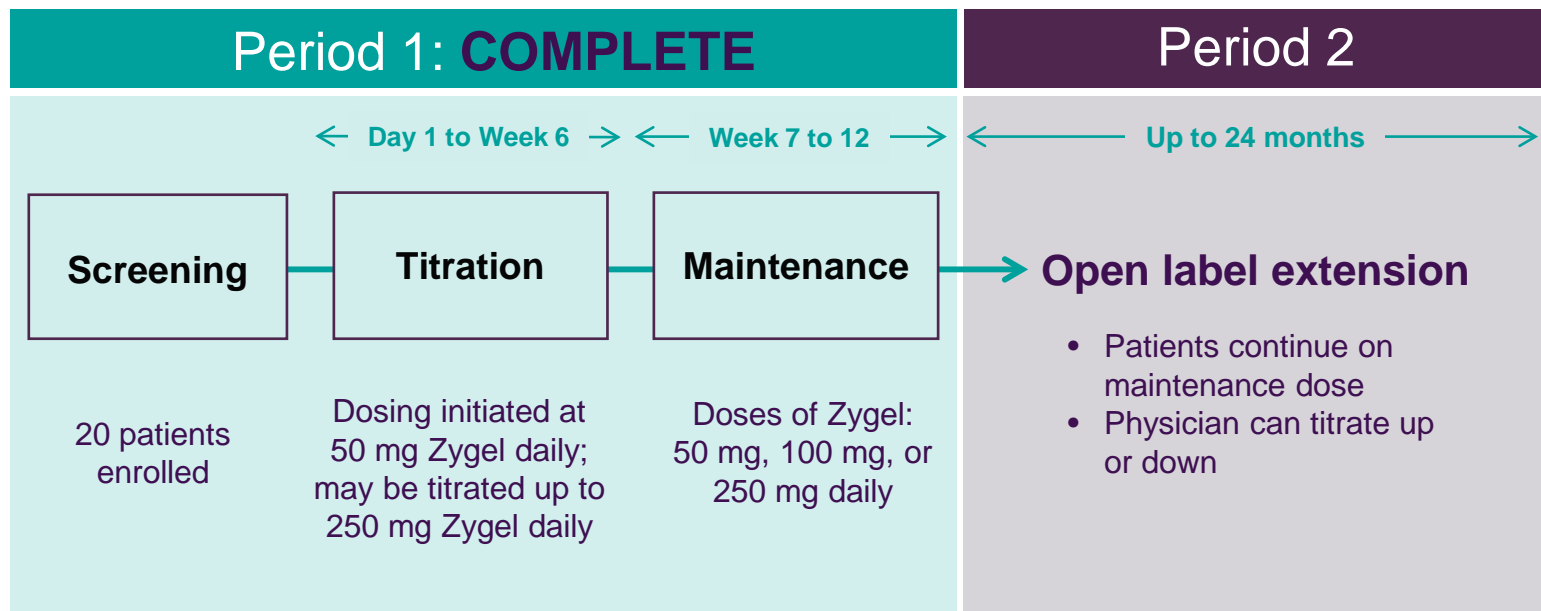 Period 1: COMPLETE
Period 2
Day 1 to Week 6
Week 7 to 12
Up to 24 months
Screening
Titration
Maintenance
Open label extension
20 patients
enrolled
Dosing initiated at
50 mg Zygel daily;
may be titrated up to
250 mg Zygel daily
Doses of Zygel:
50 mg, 100 mg, or
250 mg daily
• Patients continue on
maintenance dose
• Physician can titrate up
or down